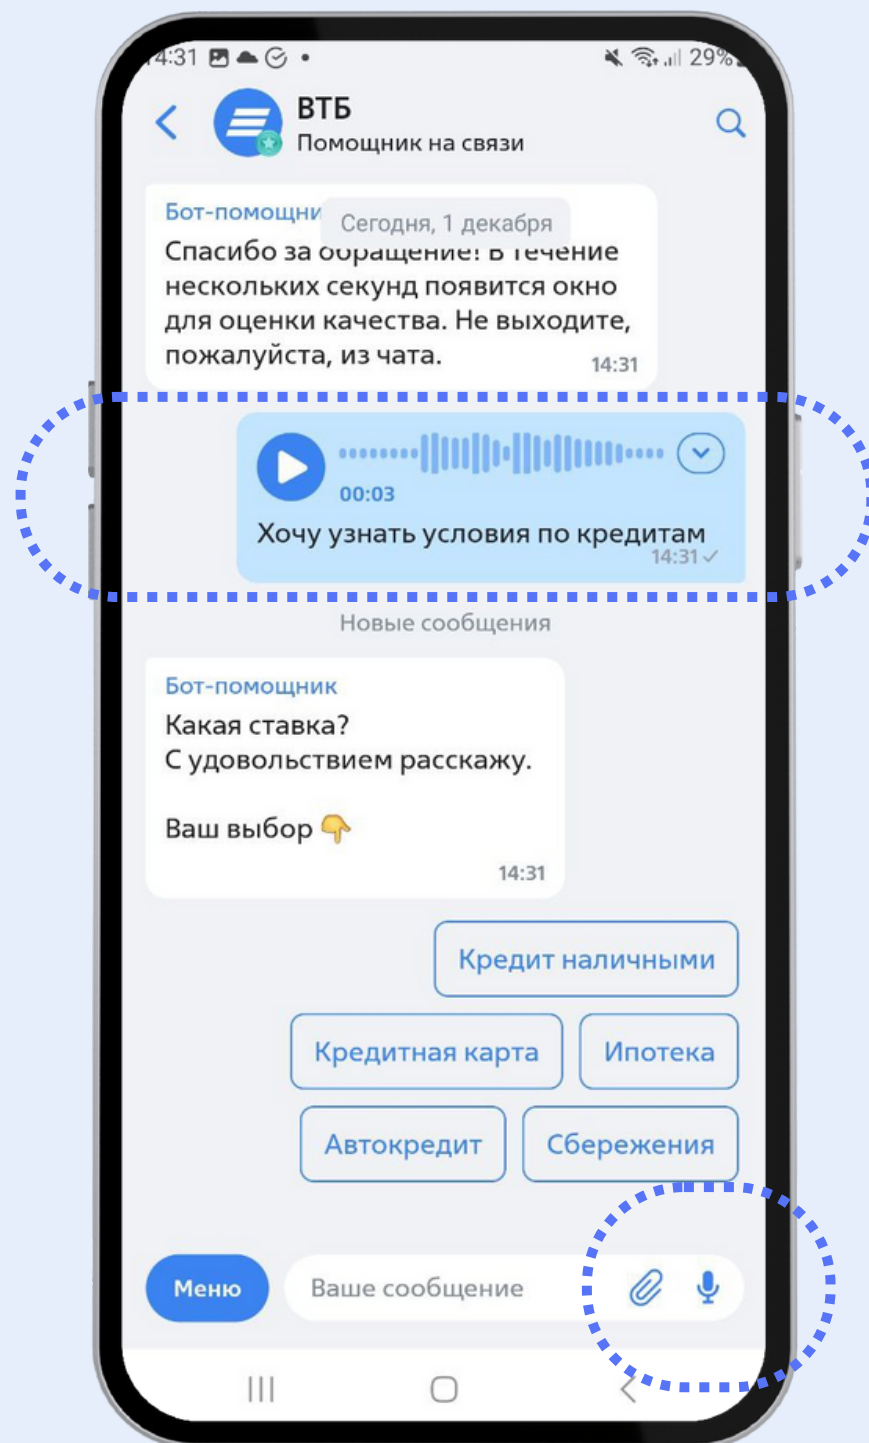 4:31 29%
ВТБ
Помощник на связи
Сегодня, 1 декабря
Спасибо за обращение! В течение
нескольких секунд появится окно
для оценки качества. Не выходите,
пожалуйста, из чата.
14:31
00:03
Хочу узнать условия по кредитам
14:31
Новые сообщения
Бот-помощник
Какая ставка?
С удовольствием расскажу.
Ваш выбор 👇
14:31
Кредит наличными
Кредитная карта Ипотека
Автокредит Сбережения
Меню Ваше сообщение